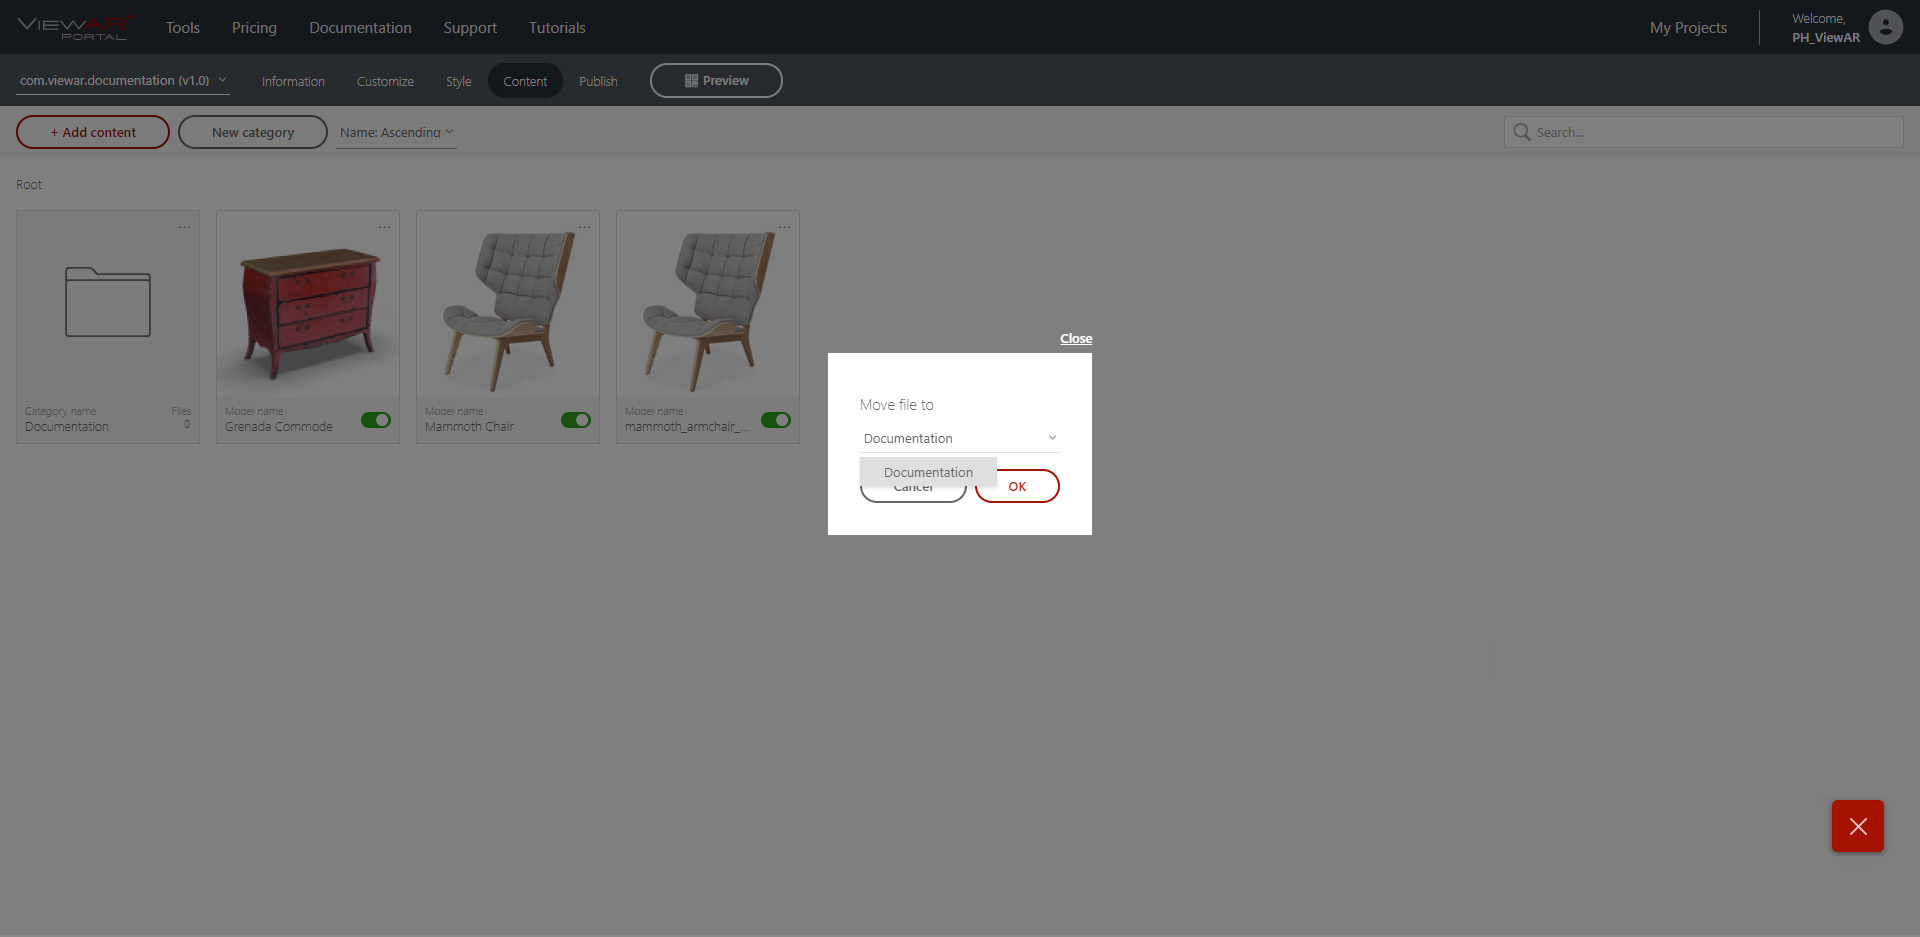 VIEWAR
PORTAL
Tools
Pricing
Documentation
Support
Tutorials
My Projects
Welcome,
PH_ViewAR
com.viewar.documentation (v1.0)
Information
Customize
Style
Content
Publish
Preview
+ Add content
New category
Name: Ascending
Search...
Root
...
...
...
...
Category name
Files
Documentation
0
Model name
Grenada Commode
Model name
Mammoth Chair
Model name
mammoth_armchair_...
Close
Move file to
Documentation
Documentation
Cancel
OK